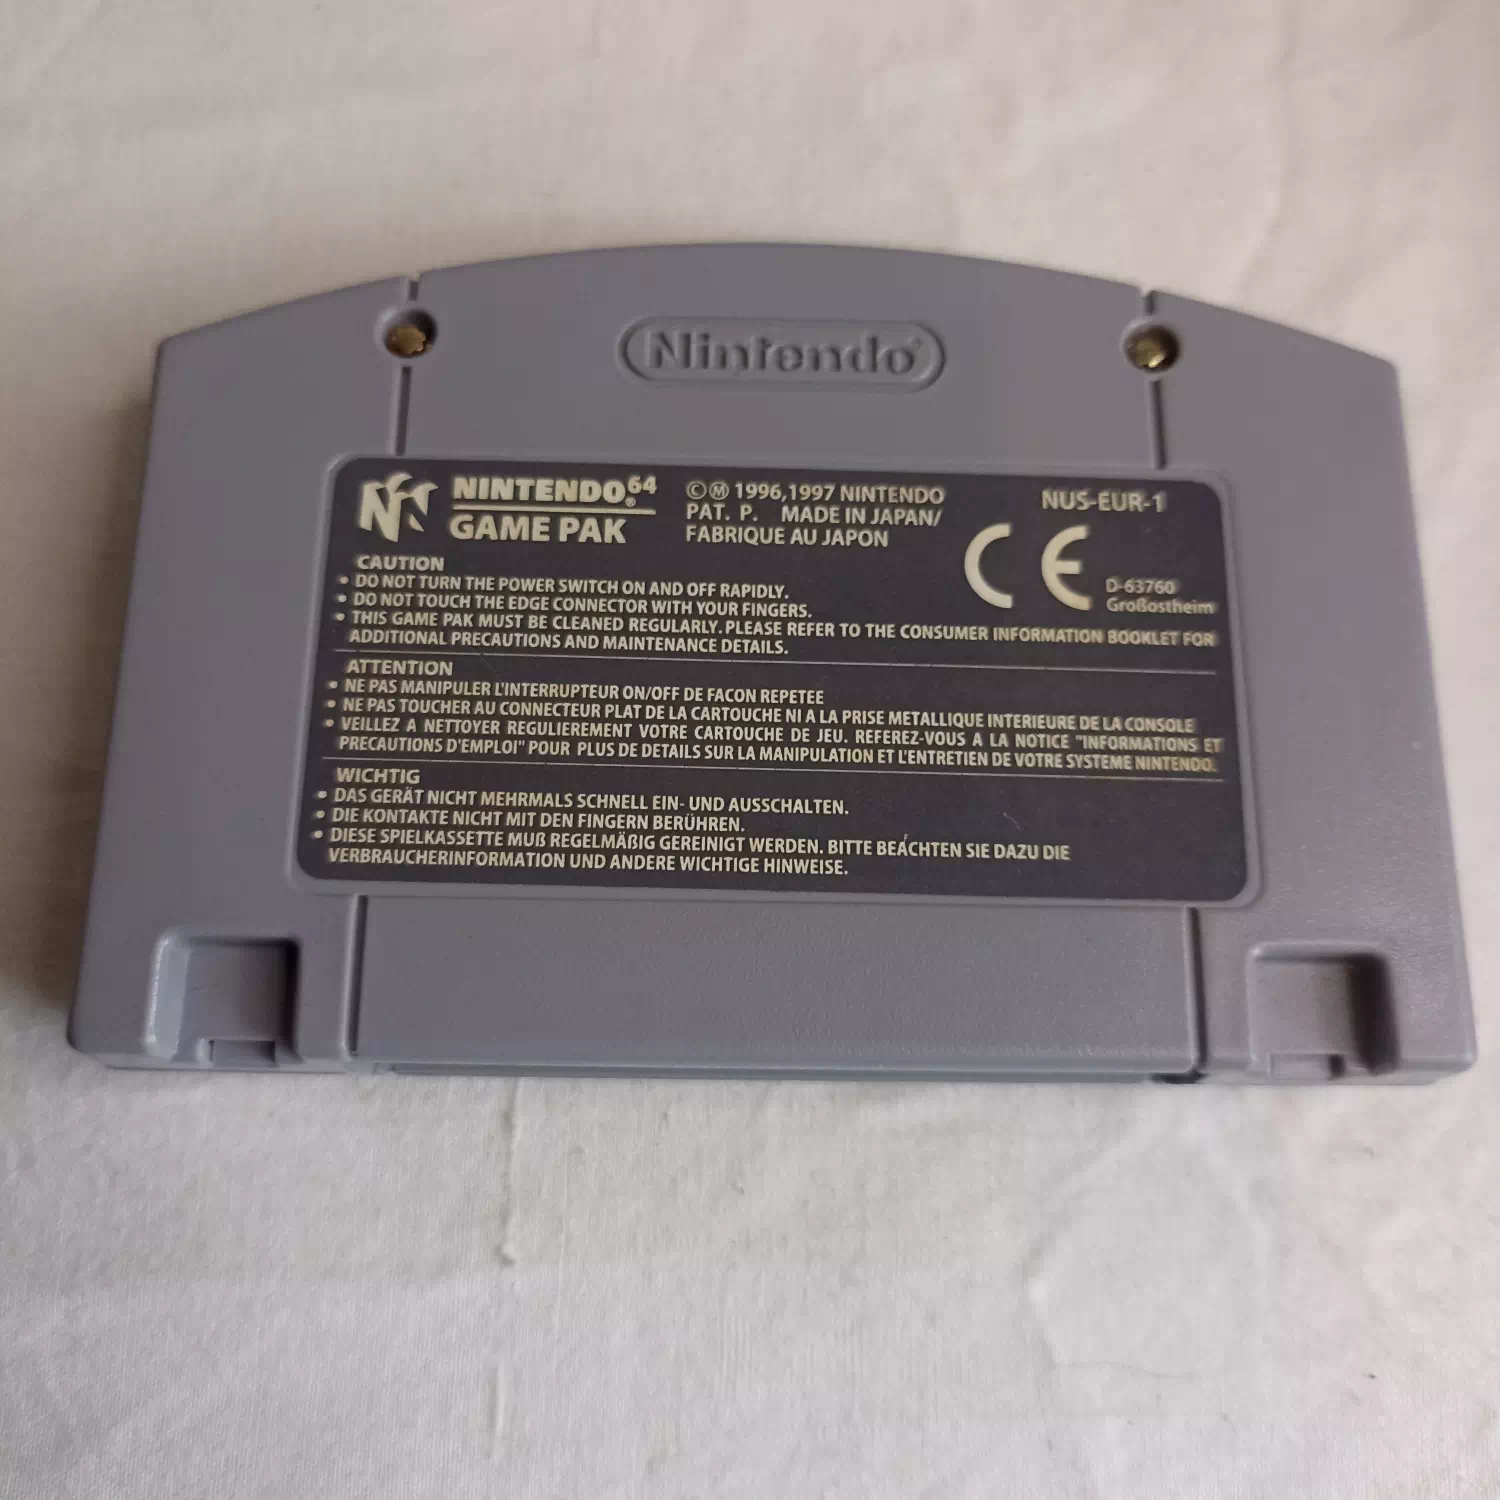 Nintendo
NINTENDO64®
GAME PAK
©Ⓜ 1996,1997 NINTENDO
PAT. P. MADE IN JAPAN/
FABRIQUE AU JAPON
NUS-EUR-1
CE
D-63760
Großostheim
CAUTION
• DO NOT TURN THE POWER SWITCH ON AND OFF RAPIDLY.
• DO NOT TOUCH THE EDGE CONNECTOR WITH YOUR FINGERS.
• THIS GAME PAK MUST BE CLEANED REGULARLY. PLEASE REFER TO THE CONSUMER INFORMATION BOOKLET FOR
ADDITIONAL PRECAUTIONS AND MAINTENANCE DETAILS.
ATTENTION
• NE PAS MANIPULER L'INTERRUPTEUR ON/OFF DE FACON REPETEE
• NE PAS TOUCHER AU CONNECTEUR PLAT DE LA CARTOUCHE NI A LA PRISE METALLIQUE INTERIEURE DE LA CONSOLE
• VEILLEZ A NETTOYER REGULIEREMENT VOTRE CARTOUCHE DE JEU. REFEREZ-VOUS A LA NOTICE "INFORMATIONS ET
PRECAUTIONS D'EMPLOI" POUR PLUS DE DETAILS SUR LA MANIPULATION ET L'ENTRETIEN DE VOTRE SYSTEME NINTENDO.
WICHTIG
• DAS GERÄT NICHT MEHRMALS SCHNELL EIN- UND AUSSCHALTEN.
• DIE KONTAKTE NICHT MIT DEN FINGERN BERÜHREN.
• DIESE SPIELKASSETTE MUß REGELMÄßIG GEREINIGT WERDEN. BITTE BEACHTEN SIE DAZU DIE
VERBRAUCHERINFORMATION UND ANDERE WICHTIGE HINWEISE.